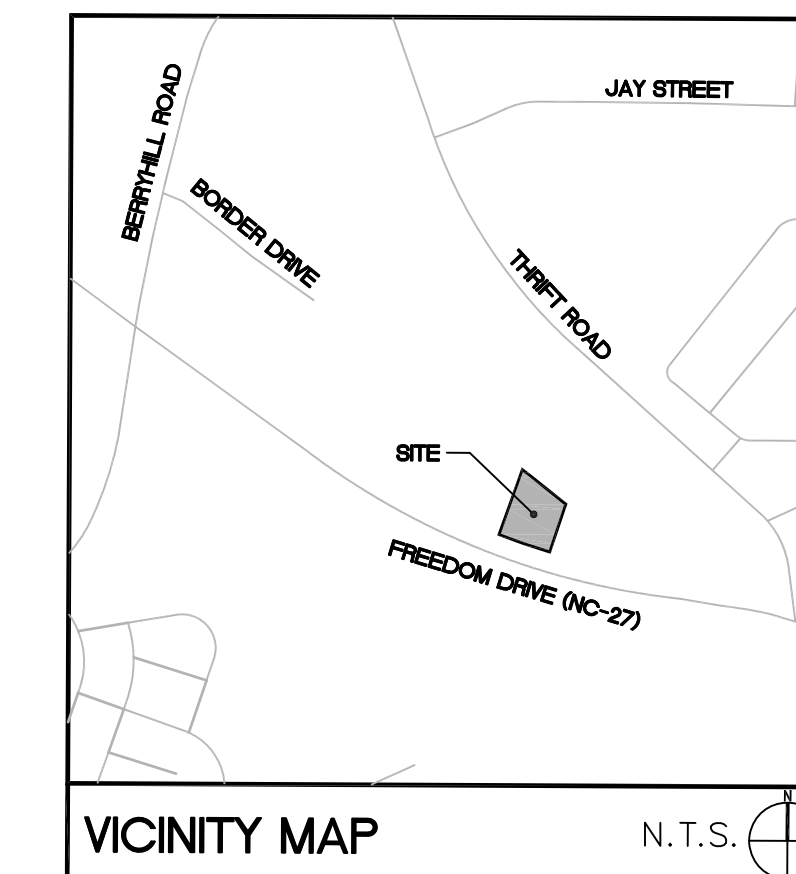 JAY STREET
BERRYHILL ROAD
BORDER DRIVE
THRIFT ROAD
SITE
FREEDOM DRIVE (NC-27)
VICINITY MAP
N.T.S.
N